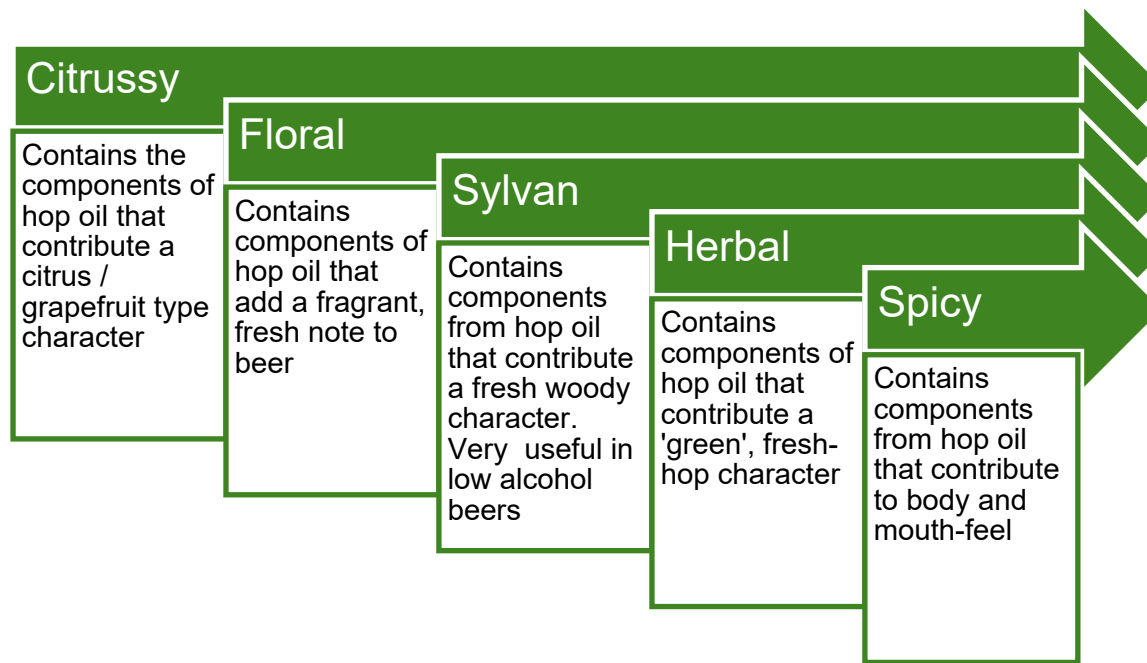 Citrussy
Contains the
components of
hop oil that
contribute a
citrus /
grapefruit type
character
Floral
Contains
components of
hop oil that
add a fragrant,
fresh note to
beer
Sylvan
Contains
components
from hop oil
that contribute
a fresh woody
character.
Very  useful in
low alcohol
beers
Herbal
Contains
components of
hop oil that
contribute a
'green', fresh-
hop character
Spicy
Contains
components
from hop oil
that contribute
to body and
mouth-feel